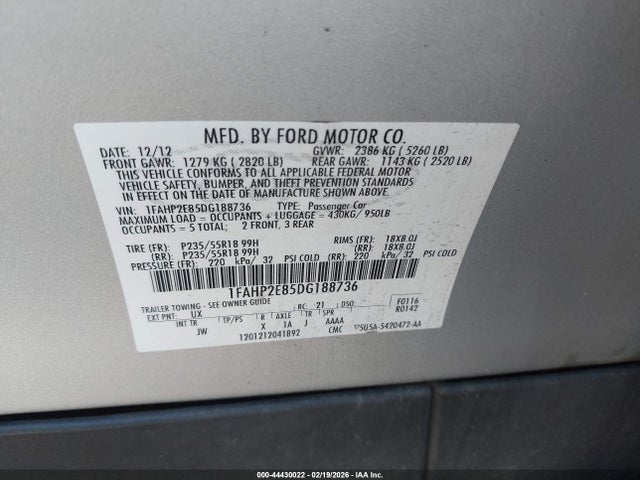 MFD. BY FORD MOTOR CO.
DATE: 12/12 GVWR: 2386 KG ( 5260 LB)
FRONT GAWR: 1279 KG ( 2820 LB) REAR GAWR: 1143 KG ( 2520 LB)
THIS VEHICLE CONFORMS TO ALL APPLICABLE FEDERAL MOTOR
VEHICLE SAFETY, BUMPER, AND THEFT PREVENTION STANDARDS
IN EFFECT ON THE DATE OF MANUFACTURE SHOWN ABOVE.
VIN: 1FAHP2E85DG188736 TYPE: Passenger Car
MAXIMUM LOAD = OCCUPANTS + LUGGAGE = 430KG/ 950LB
OCCUPANTS = 5 TOTAL: 2 FRONT, 3 REAR
TIRE (F): P235/55R18 99H RIMS (FR): 18X8.0J
(R): P235/55R18 99H (RR): 18X8.0J
PRESSURE (FR): 220 kPa/ 32 PSI COLD (RR): 220 kPa/ 32 PSI COLD
1FAHP2E85DG188736
TRAILER TOWING - SEE OWNER GUIDE RC: 21 DSO: F0116
EXT PNT: UX R0142
INT TR TP/PS R AXLE TR SPR
JW X JA J AAAA
1201212041892 CMC 5U5A-5420472-AA
000-44430022 - 02/19/2026 - IAAI Inc.